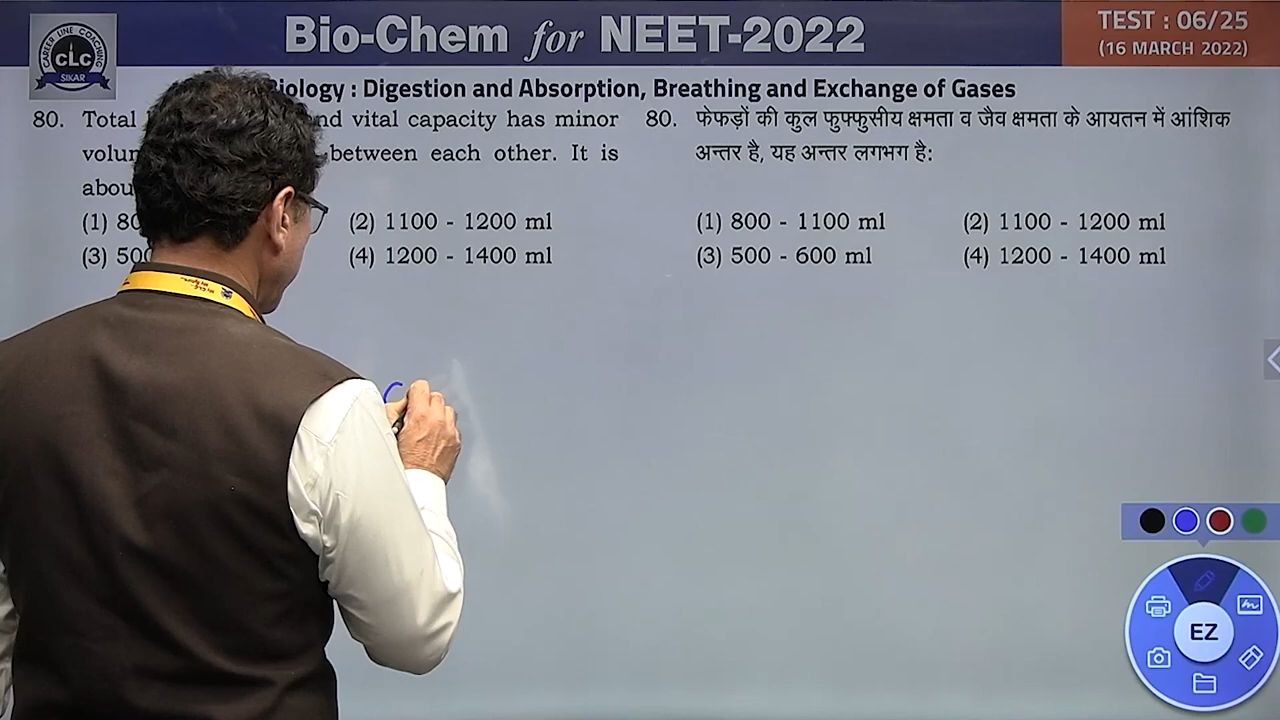 Bio-Chem for NEET-2022
TEST : 06/25
(16 MARCH 2022)
CAREER LINE COACHING
CLC
SIKAR
Biology : Digestion and Absorption, Breathing and Exchange of Gases
80. Total nd vital capacity has minor
volum between each other. It is
abou
(1) 80 (2) 1100 - 1200 ml
(3) 500 (4) 1200 - 1400 ml
80. फेफड़ों की कुल फुफ्फुसीय क्षमता व जैव क्षमता के आयतन में आंशिक
अन्तर है, यह अन्तर लगभग है:
(1) 800 - 1100 ml (2) 1100 - 1200 ml
(3) 500 - 600 ml (4) 1200 - 1400 ml
EZ